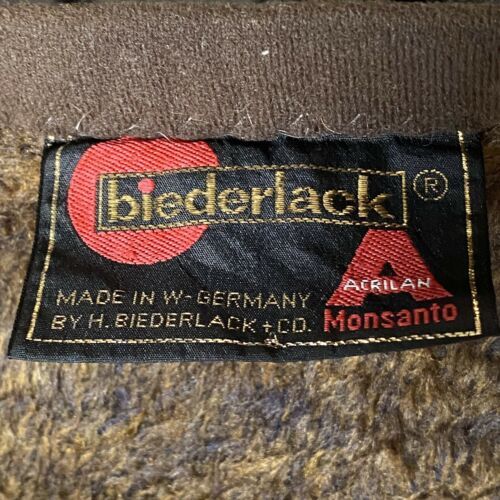 biederlack ®
A
ACRILAN
MADE IN W-GERMANY
BY H. BIEDERLACK + CO.
Monsanto